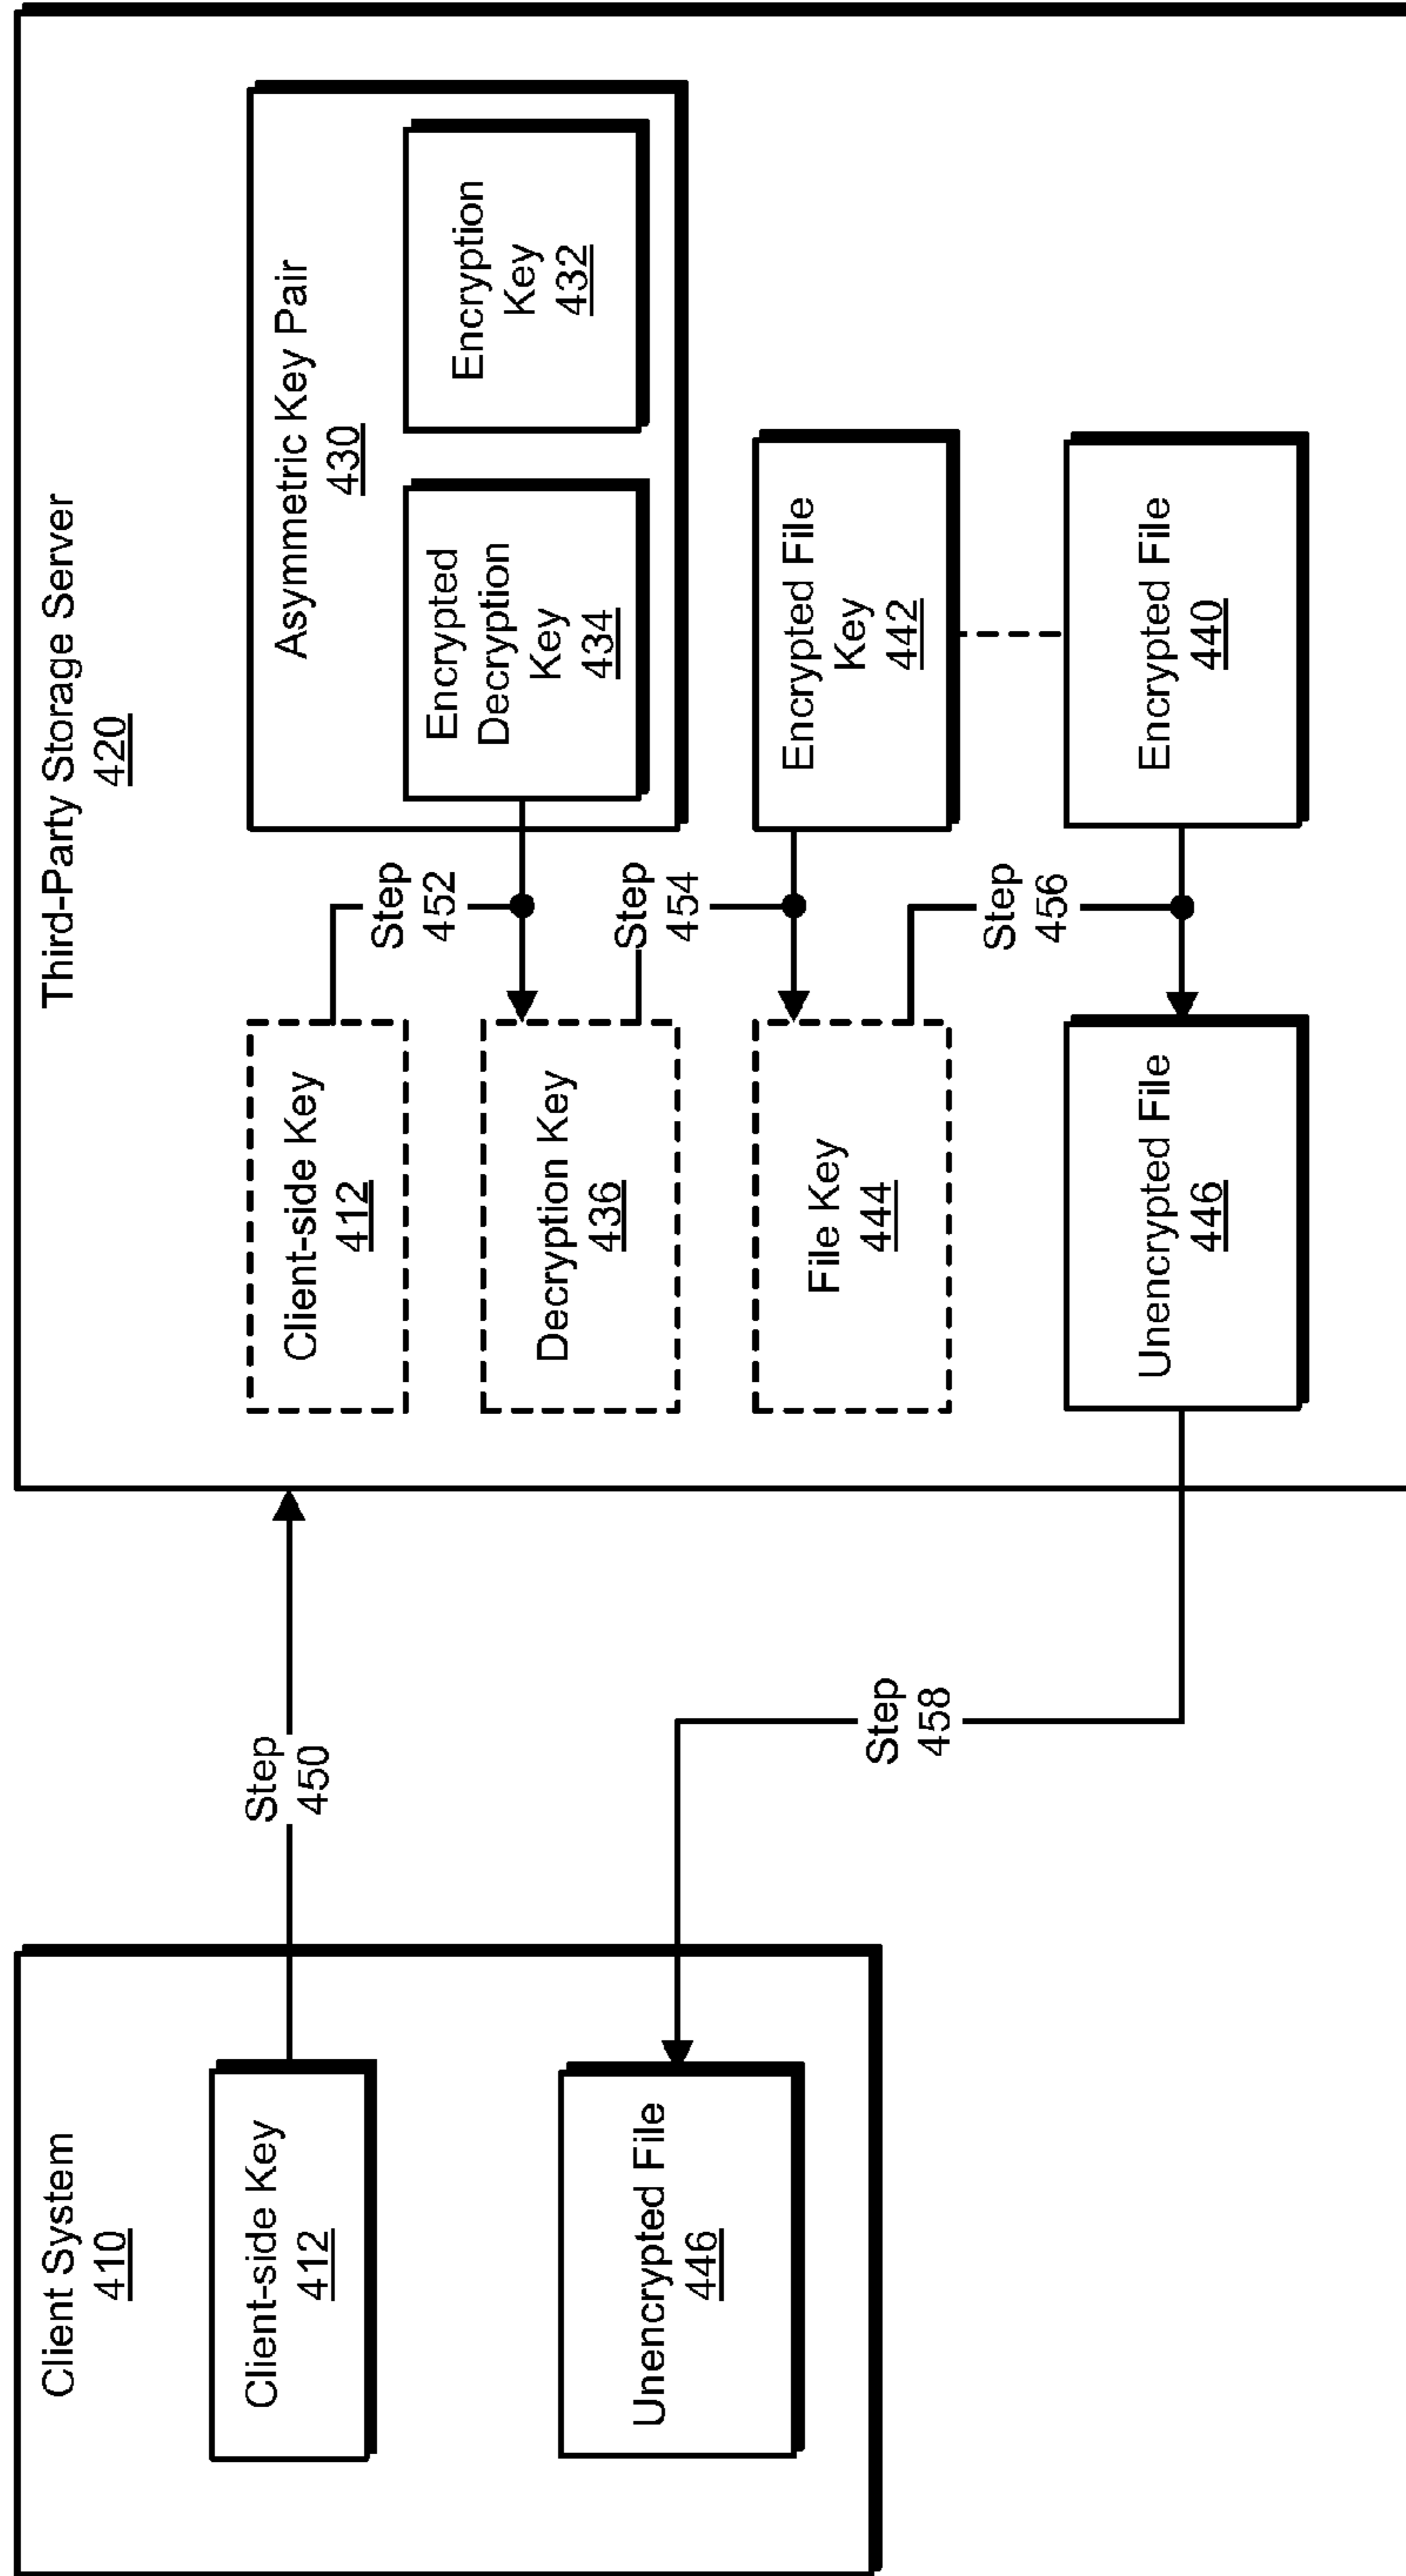 Client System
410
Client-side Key
412
Unencrypted File
446
Step
450
Step
458
Third-Party Storage Server
420
Client-side Key
412
Decryption Key
436
File Key
444
Unencrypted File
446
Step
452
Step
454
Step
456
Asymmetric Key Pair
430
Encrypted
Decryption
Key
434
Encryption
Key
432
Encrypted File
Key
442
Encrypted File
440